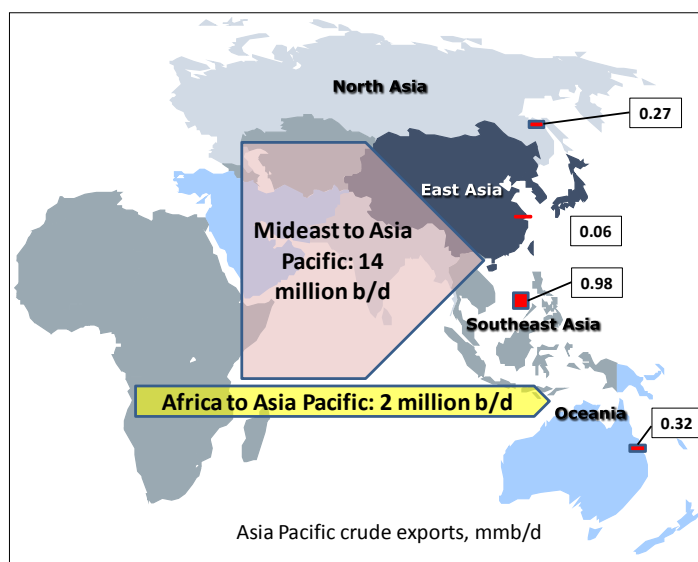 North Asia
0.27
East Asia
0.06
Mideast to Asia
Pacific: 14
million b/d
0.98
Southeast Asia
Africa to Asia Pacific: 2 million b/d
Oceania
0.32
Asia Pacific crude exports, mmb/d